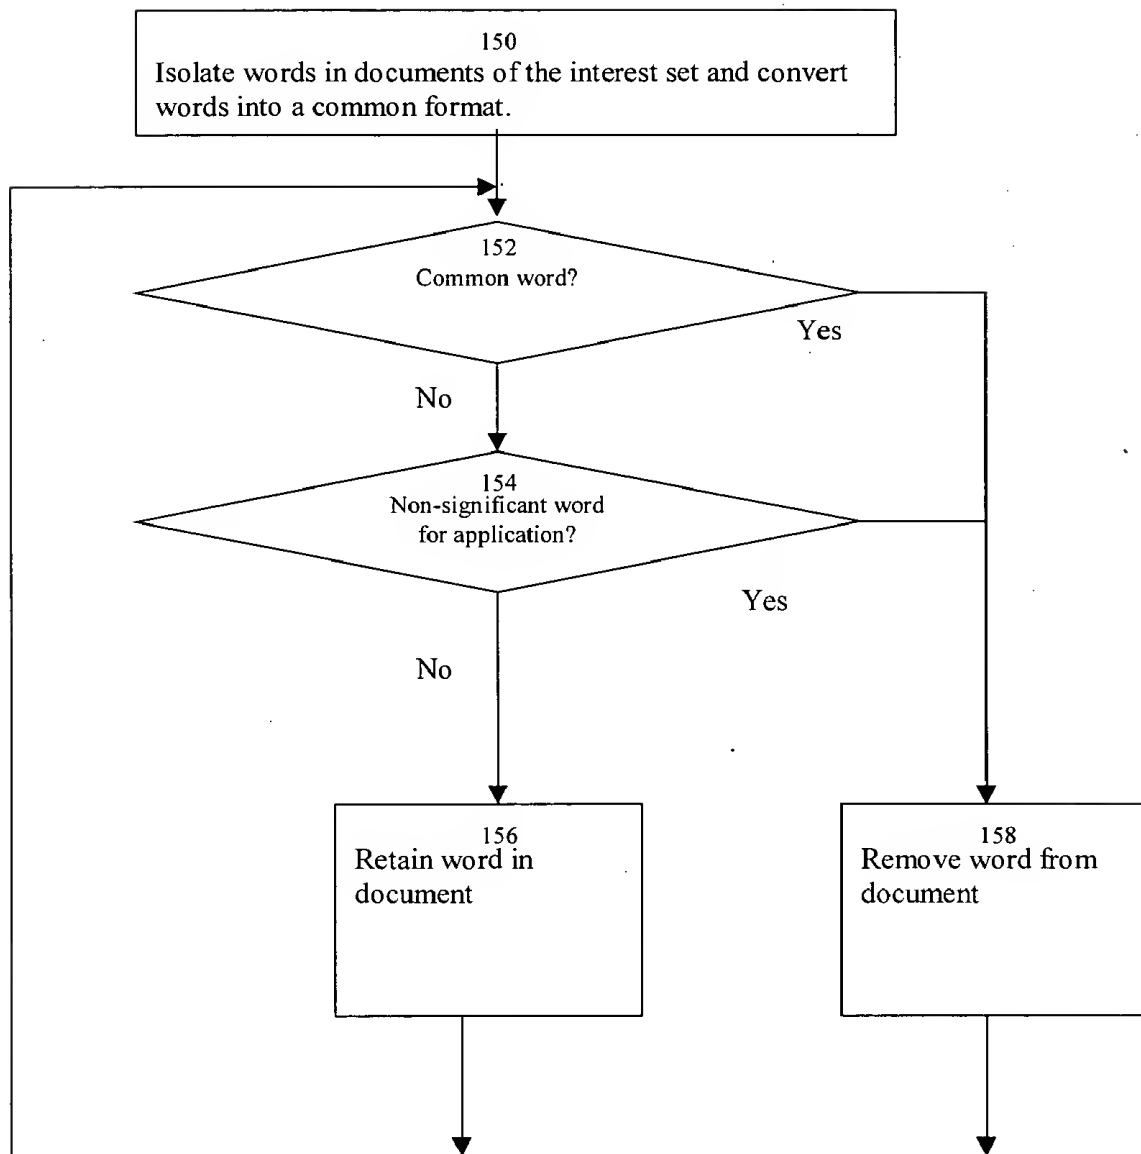 150
Isolate words in documents of the interest set and convert
words into a common format.
152
Common word?
Yes
No
154
Non-significant word
for application?
Yes
No
156
Retain word in
document
158
Remove word from
document